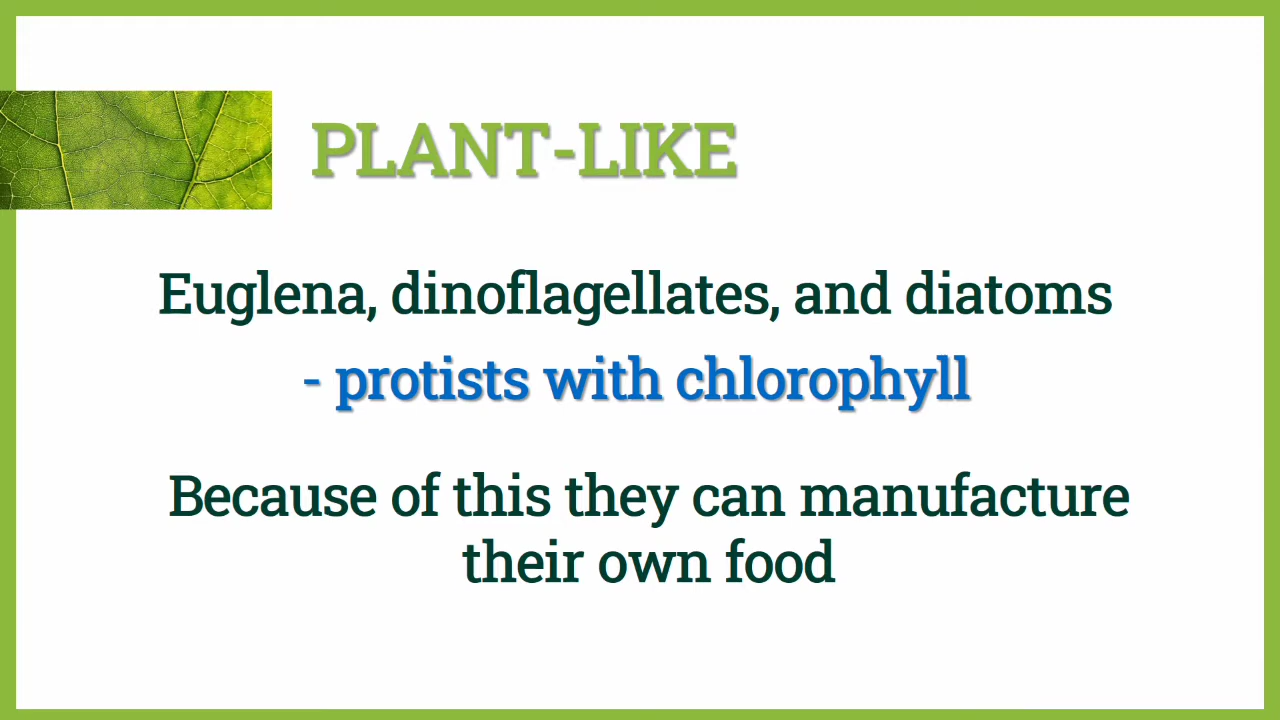 PLANT-LIKE
Euglena, dinoflagellates, and diatoms
- protists with chlorophyll
Because of this they can manufacture
their own food